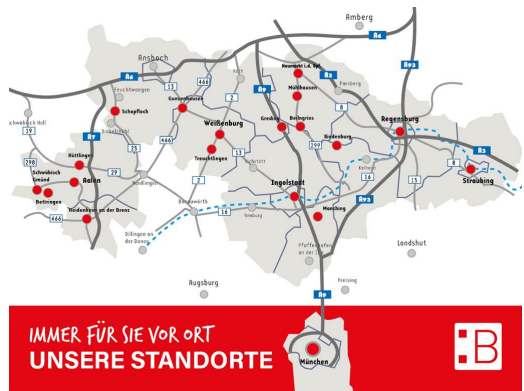 Amberg
A6
Ansbach
A6
Neumarkt i.d. Opf.
A3
A93
466
Roth
A9
Parsberg
Feuchtwangen
13
Mühlhausen
Schopfloch
Gunzenhausen
2
8
Schwäbisch Hall
Weißenburg
Greding
Beilngries
Regensburg
19
A7
Dinkelsbühl
466
Riedenburg
25
Treuchtlingen
13
299
A3
298
Hüttlingen
Eichstätt
Kelheim
8
Schwäbisch
Gmünd
Aalen
29
Nördlingen
2
Ingolstadt
16
15
Straubing
Bettringen
Donauwörth
16
Neuburg
Manching
A93
466
Heidenheim an der Brenz
Dillingen an
der Donau
Pfaffenhofen
an der Ilm
Landshut
Augsburg
A9
Freising
IMMER FÜR SIE VOR ORT
UNSERE STANDORTE
:B
München